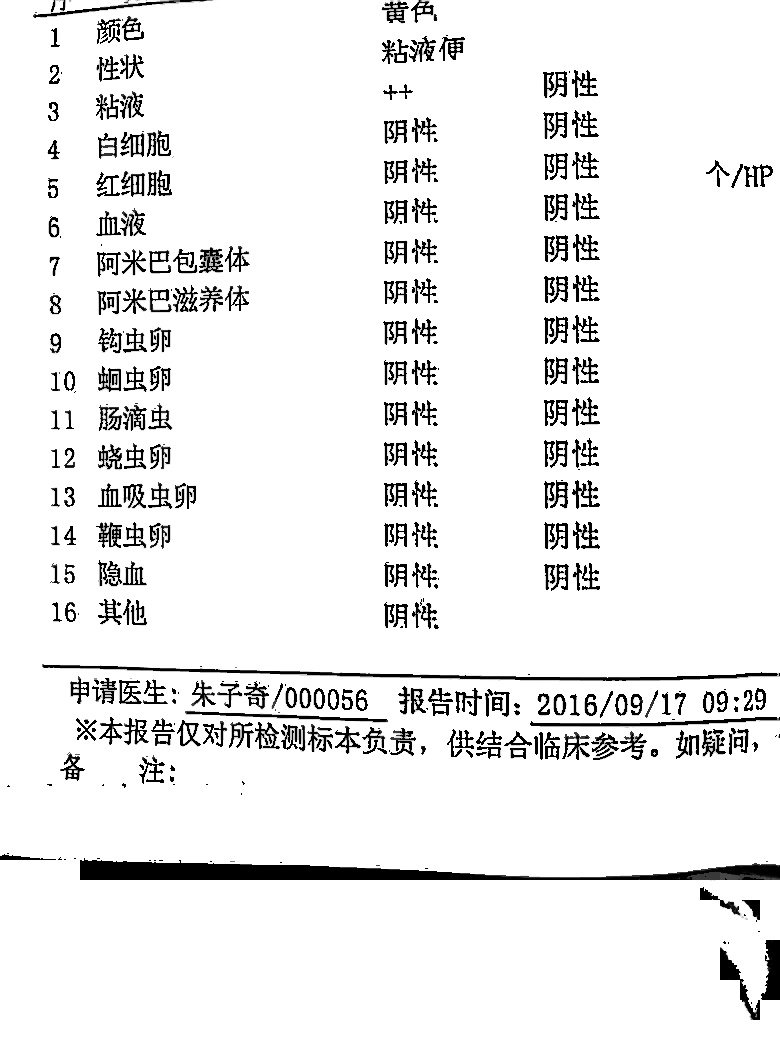 1 颜色 黄色
2 性状 粘液便
3 粘液 ++ 阴性
4 白细胞 阴性 阴性
5 红细胞 阴性 阴性 个/HP
6 血液 阴性 阴性
7 阿米巴包囊体 阴性 阴性
8 阿米巴滋养体 阴性 阴性
9 钩虫卵 阴性 阴性
10 蛔虫卵 阴性 阴性
11 肠滴虫 阴性 阴性
12 蛲虫卵 阴性 阴性
13 血吸虫卵 阴性 阴性
14 鞭虫卵 阴性 阴性
15 隐血 阴性 阴性
16 其他 阴性
申请医生: 朱子奇/000056 报告时间: 2016/09/17 09:29
※本报告仅对所检测标本负责，供结合临床参考。如疑问，
备 注: